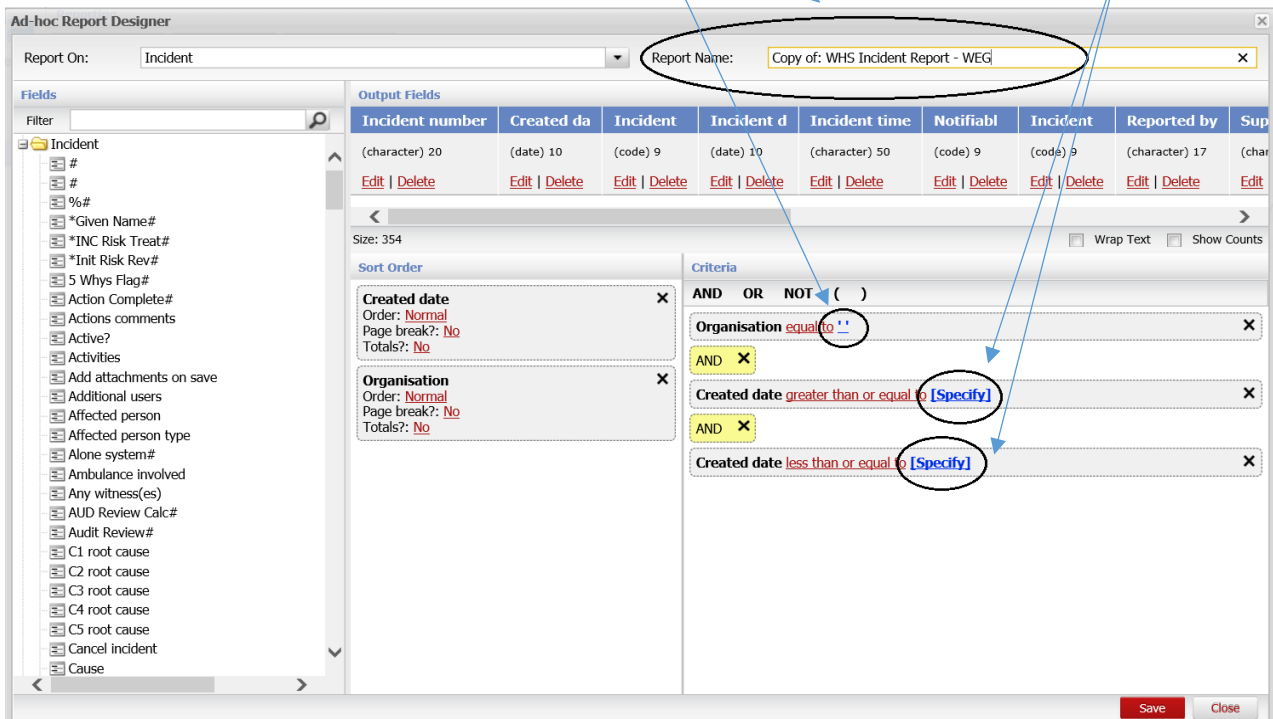 Ad-hoc Report Designer
Report On: Incident Report Name: Copy of: WHS Incident Report - WEG
Fields
Filter
Incident
#
#
%#
*Given Name#
*INC Risk Treat#
*Init Risk Rev#
5 Whys Flag#
Action Complete#
Actions comments
Active?
Activities
Add attachments on save
Additional users
Affected person
Affected person type
Alone system#
Ambulance involved
Any witness(es)
AUD Review Calc#
Audit Review#
C1 root cause
C2 root cause
C3 root cause
C4 root cause
C5 root cause
Cancel incident
Cause
Output Fields
Incident number Created da Incident Incident d Incident time Notifiabl Incident Reported by Sup
(character) 20 (date) 10 (code) 9 (date) 10 (character) 50 (code) 9 (code) 9 (character) 17 (char
Edit | Delete Edit | Delete Edit | Delete Edit | Delete Edit | Delete Edit | Delete Edit | Delete Edit | Delete Edit
Size: 354 Wrap Text Show Counts
Sort Order
Created date
Order: Normal
Page break?: No
Totals?: No
Organisation
Order: Normal
Page break?: No
Totals?: No
Criteria
AND OR NOT ( )
Organisation equal to ' '
AND
Created date greater than or equal to [Specify]
AND
Created date less than or equal to [Specify]
Save Close